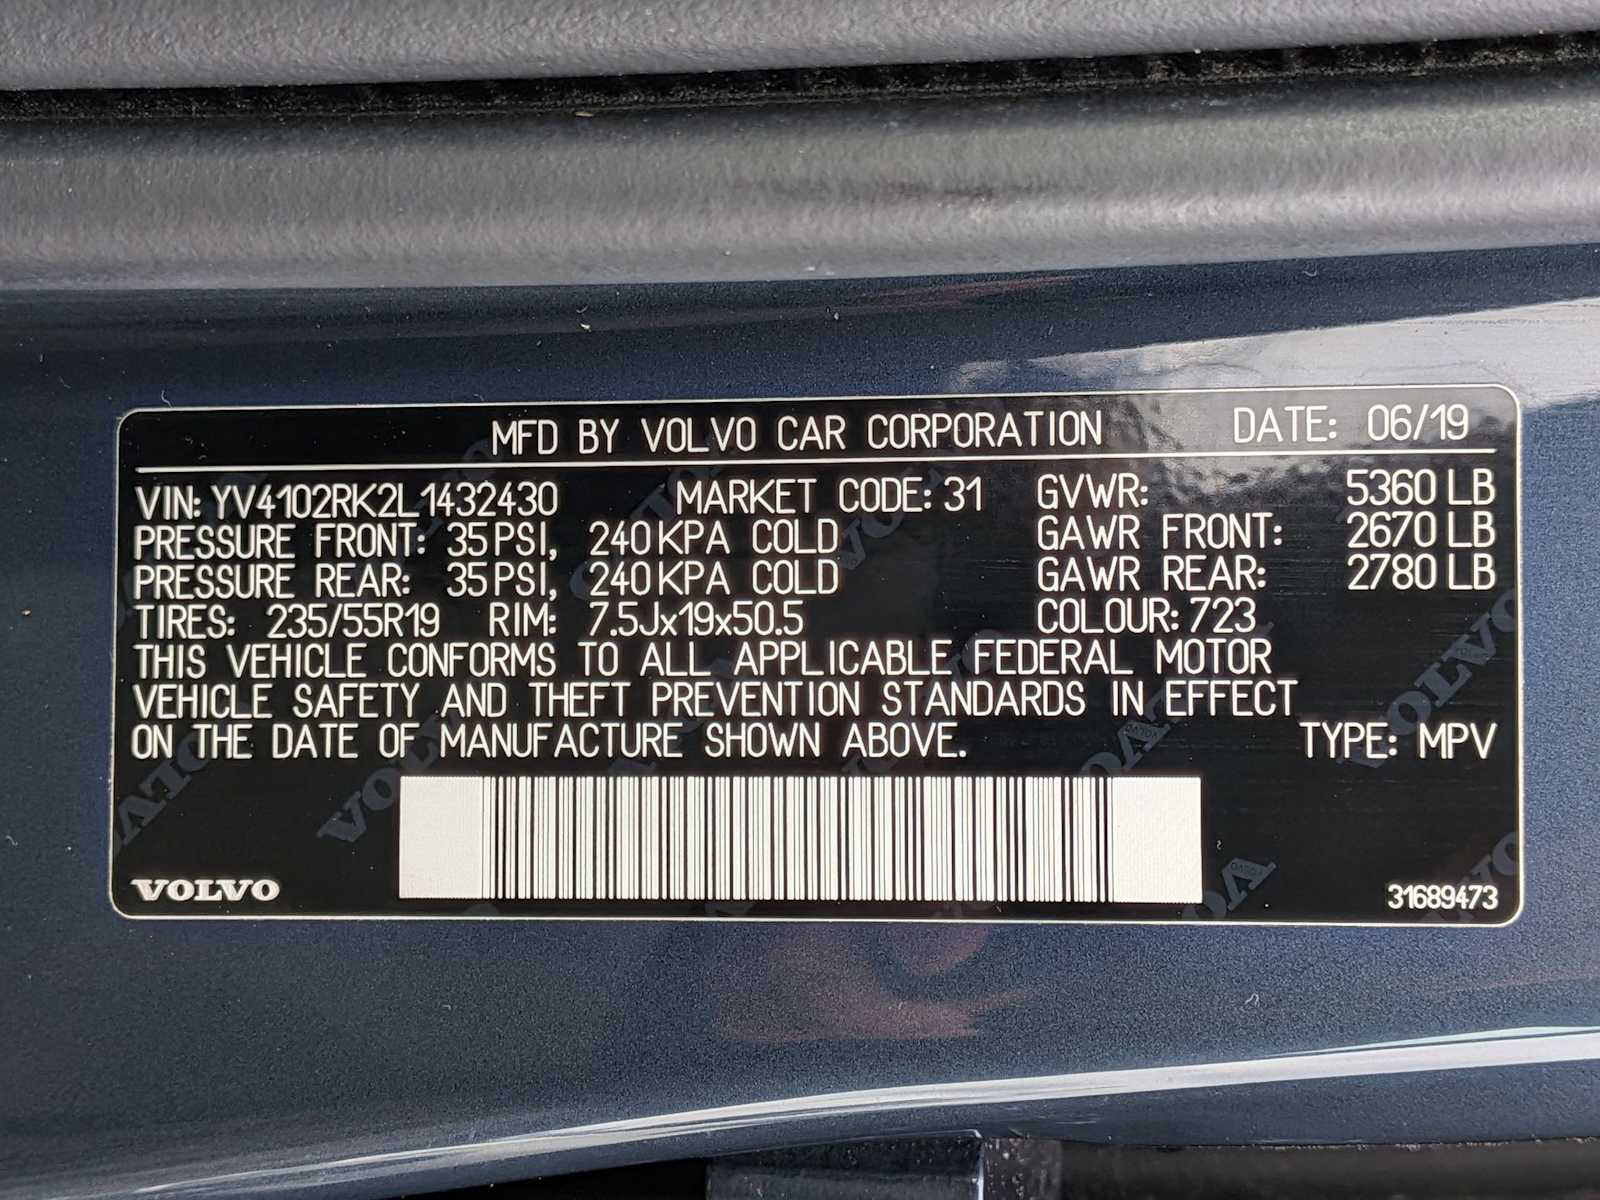 MFD BY VOLVO CAR CORPORATION DATE: 06/19
VIN: YV4102RK2L1432430 MARKET CODE: 31 GVWR: 5360 LB
PRESSURE FRONT: 35 PSI, 240 KPA COLD GAWR FRONT: 2670 LB
PRESSURE REAR: 35 PSI, 240 KPA COLD GAWR REAR: 2780 LB
TIRES: 235/55R19 RIM: 7.5Jx19x50.5 COLOUR: 723
THIS VEHICLE CONFORMS TO ALL APPLICABLE FEDERAL MOTOR
VEHICLE SAFETY AND THEFT PREVENTION STANDARDS IN EFFECT
ON THE DATE OF MANUFACTURE SHOWN ABOVE. TYPE: MPV
VOLVO 31689473